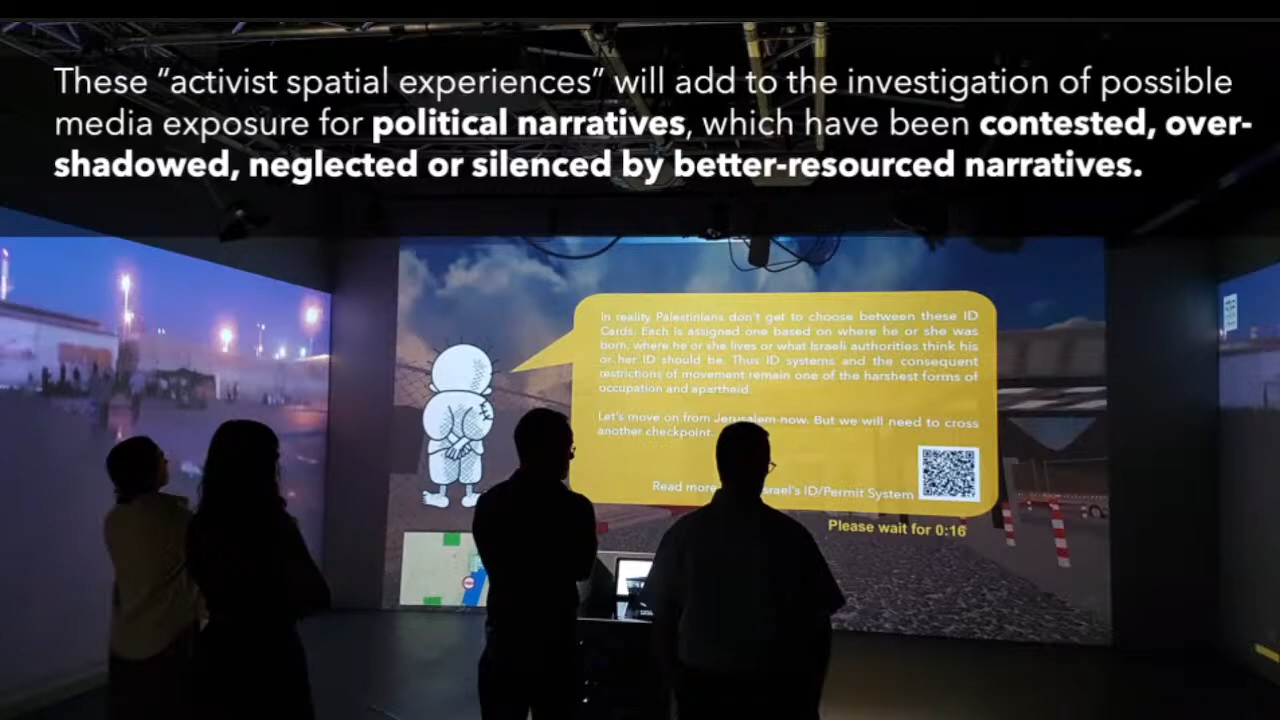 These “activist spatial experiences” will add to the investigation of possible
media exposure for political narratives, which have been contested, over-
shadowed, neglected or silenced by better-resourced narratives.
In reality Palestinians don't get to choose between these ID
Cards. Each is assigned one based on where he or she was
born, where he or she lives or what Israeli authorities think his
or her ID should be. Thus ID systems and the consequent
restrictions of movement remain one of the harshest forms of
occupation and apartheid.
Let's move on from Jerusalem now. But we will need to cross
another checkpoint.
Read more srael's ID/Permit System
Please wait for 0:16